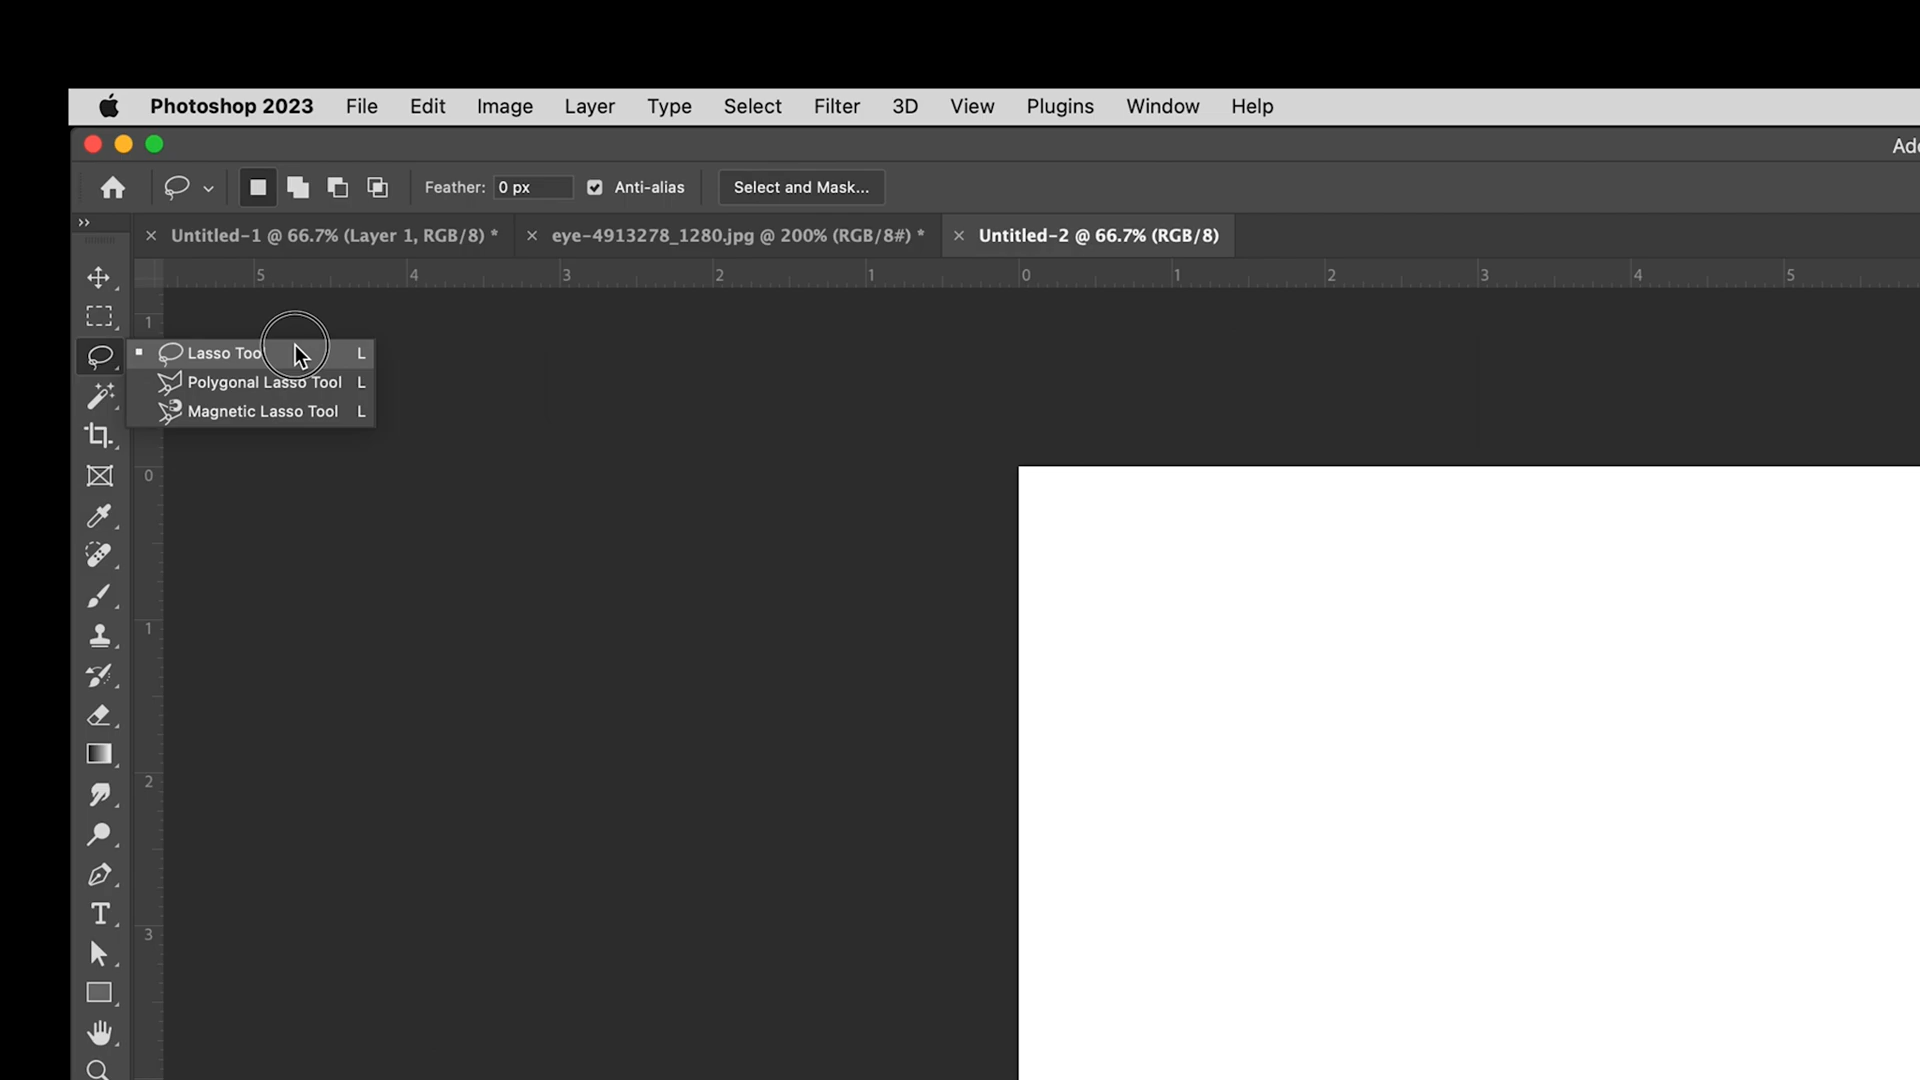 Photoshop 2023 File Edit Image Layer Type Select Filter 3D View Plugins Window Help
Feather: 0 px Anti-alias Select and Mask...
Untitled-1 @ 66.7% (Layer 1, RGB/8) * eye-4913278_1280.jpg @ 200% (RGB/8#) * Untitled-2 @ 66.7% (RGB/8)
5 4 3 2 1 0 1 2 3 4 5
1
Lasso Tool L
Polygonal Lasso Tool L
Magnetic Lasso Tool L
0
1
2
3